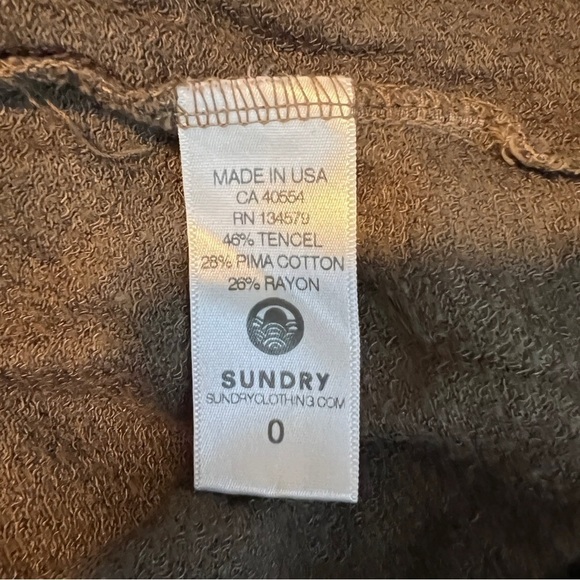 MADE IN USA
CA 40554
RN 134579
46% TENCEL
28% PIMA COTTON
26% RAYON
SUNDRY
SUNDRYCLOTHING.COM
0